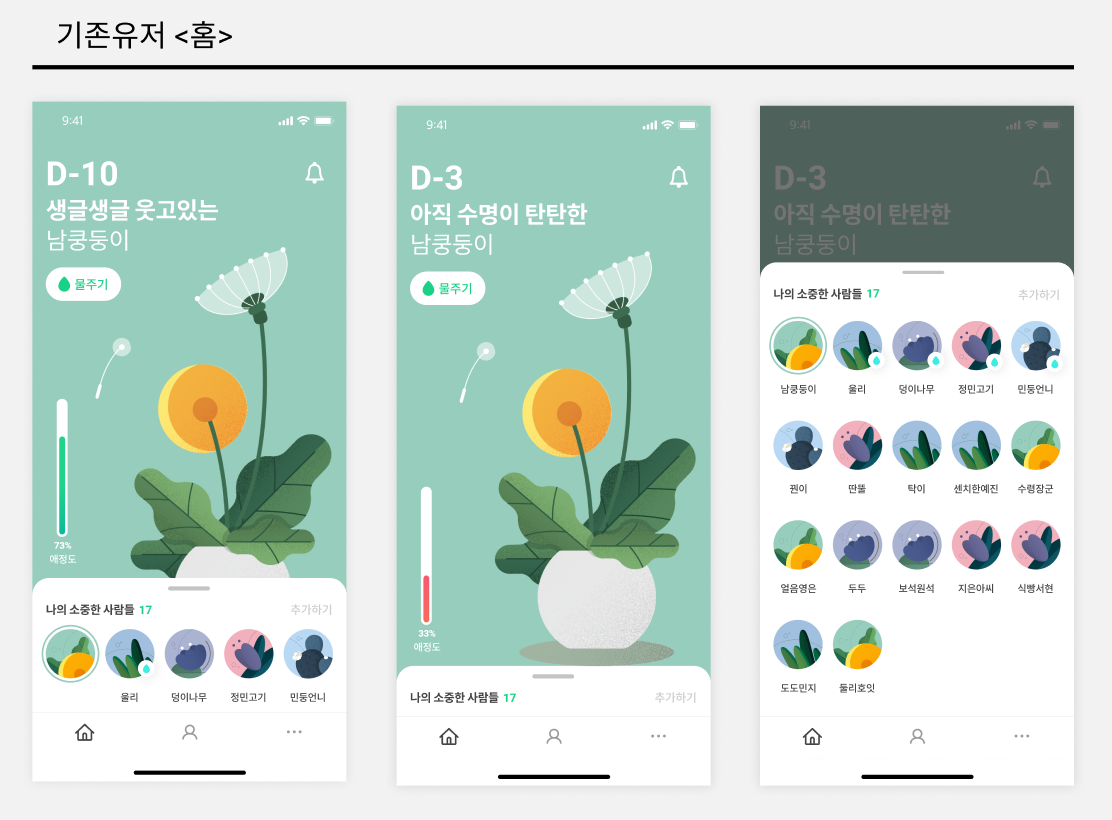 기존유저 <홈>
9:41
D-10
생글생글 웃고있는
남쿵둥이
물주기
73%
애정도
나의 소중한 사람들 17
추가하기
울리
덩이나무
정민고기
민둥언니
9:41
D-3
아직 수명이 탄탄한
남쿵둥이
물주기
33%
애정도
나의 소중한 사람들 17
추가하기
9:41
D-3
아직 수명이 탄탄한
남쿵둥이
나의 소중한 사람들 17
추가하기
남쿵둥이
울리
덩이나무
정민고기
민둥언니
뀐이
딴뚤
탁이
센치한예진
수령장군
얼음영은
두두
보석원석
지은아씨
식빵서현
도도민지
둘리호잇